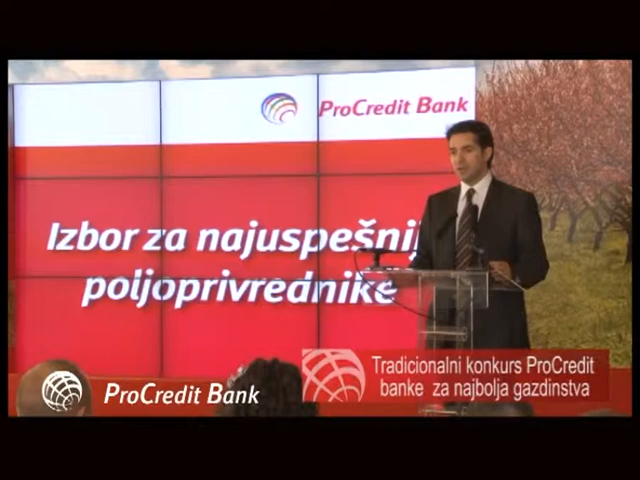 ProCredit Bank
Izbor za najuspešnij
poljoprivrednike
Tradicionalni konkurs ProCredit
banke za najbolja gazdinstva
ProCredit Bank